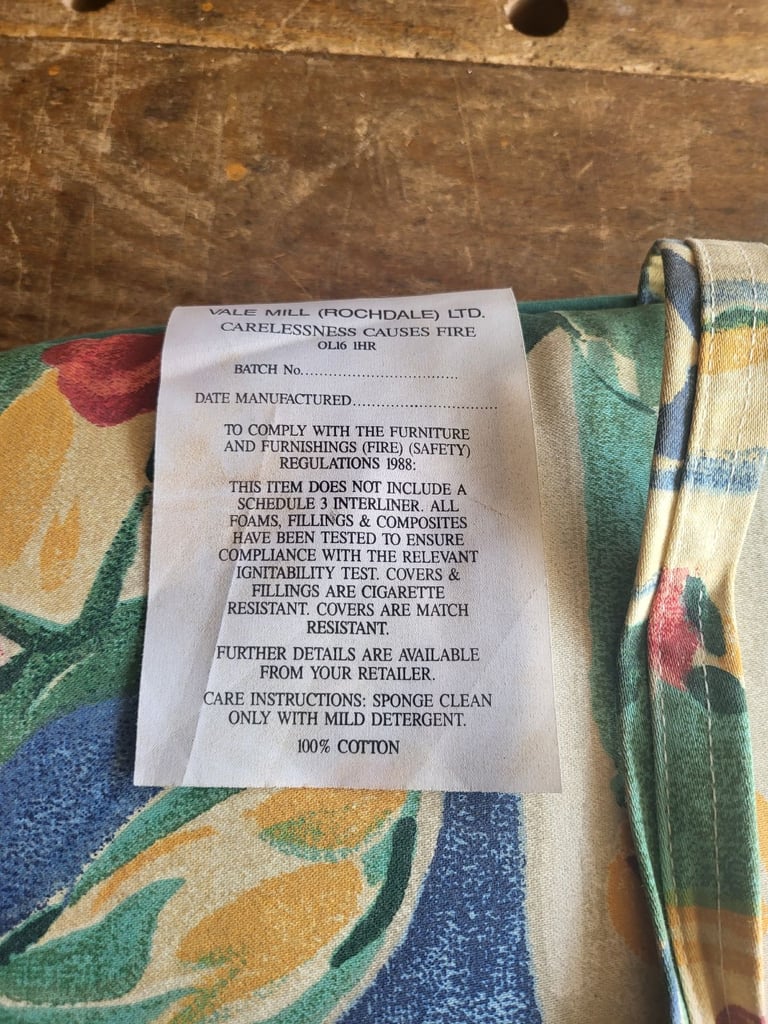 VALE MILL (ROCHDALE) LTD.
CARELESSNESS CAUSES FIRE
OL16 1HR
BATCH No..............................
DATE MANUFACTURED...........................
TO COMPLY WITH THE FURNITURE
AND FURNISHINGS (FIRE) (SAFETY)
REGULATIONS 1988:
THIS ITEM DOES NOT INCLUDE A
SCHEDULE 3 INTERLINER. ALL
FOAMS, FILLINGS & COMPOSITES
HAVE BEEN TESTED TO ENSURE
COMPLIANCE WITH THE RELEVANT
IGNITABILITY TEST. COVERS &
FILLINGS ARE CIGARETTE
RESISTANT. COVERS ARE MATCH
RESISTANT.
FURTHER DETAILS ARE AVAILABLE
FROM YOUR RETAILER.
CARE INSTRUCTIONS: SPONGE CLEAN
ONLY WITH MILD DETERGENT.
100% COTTON